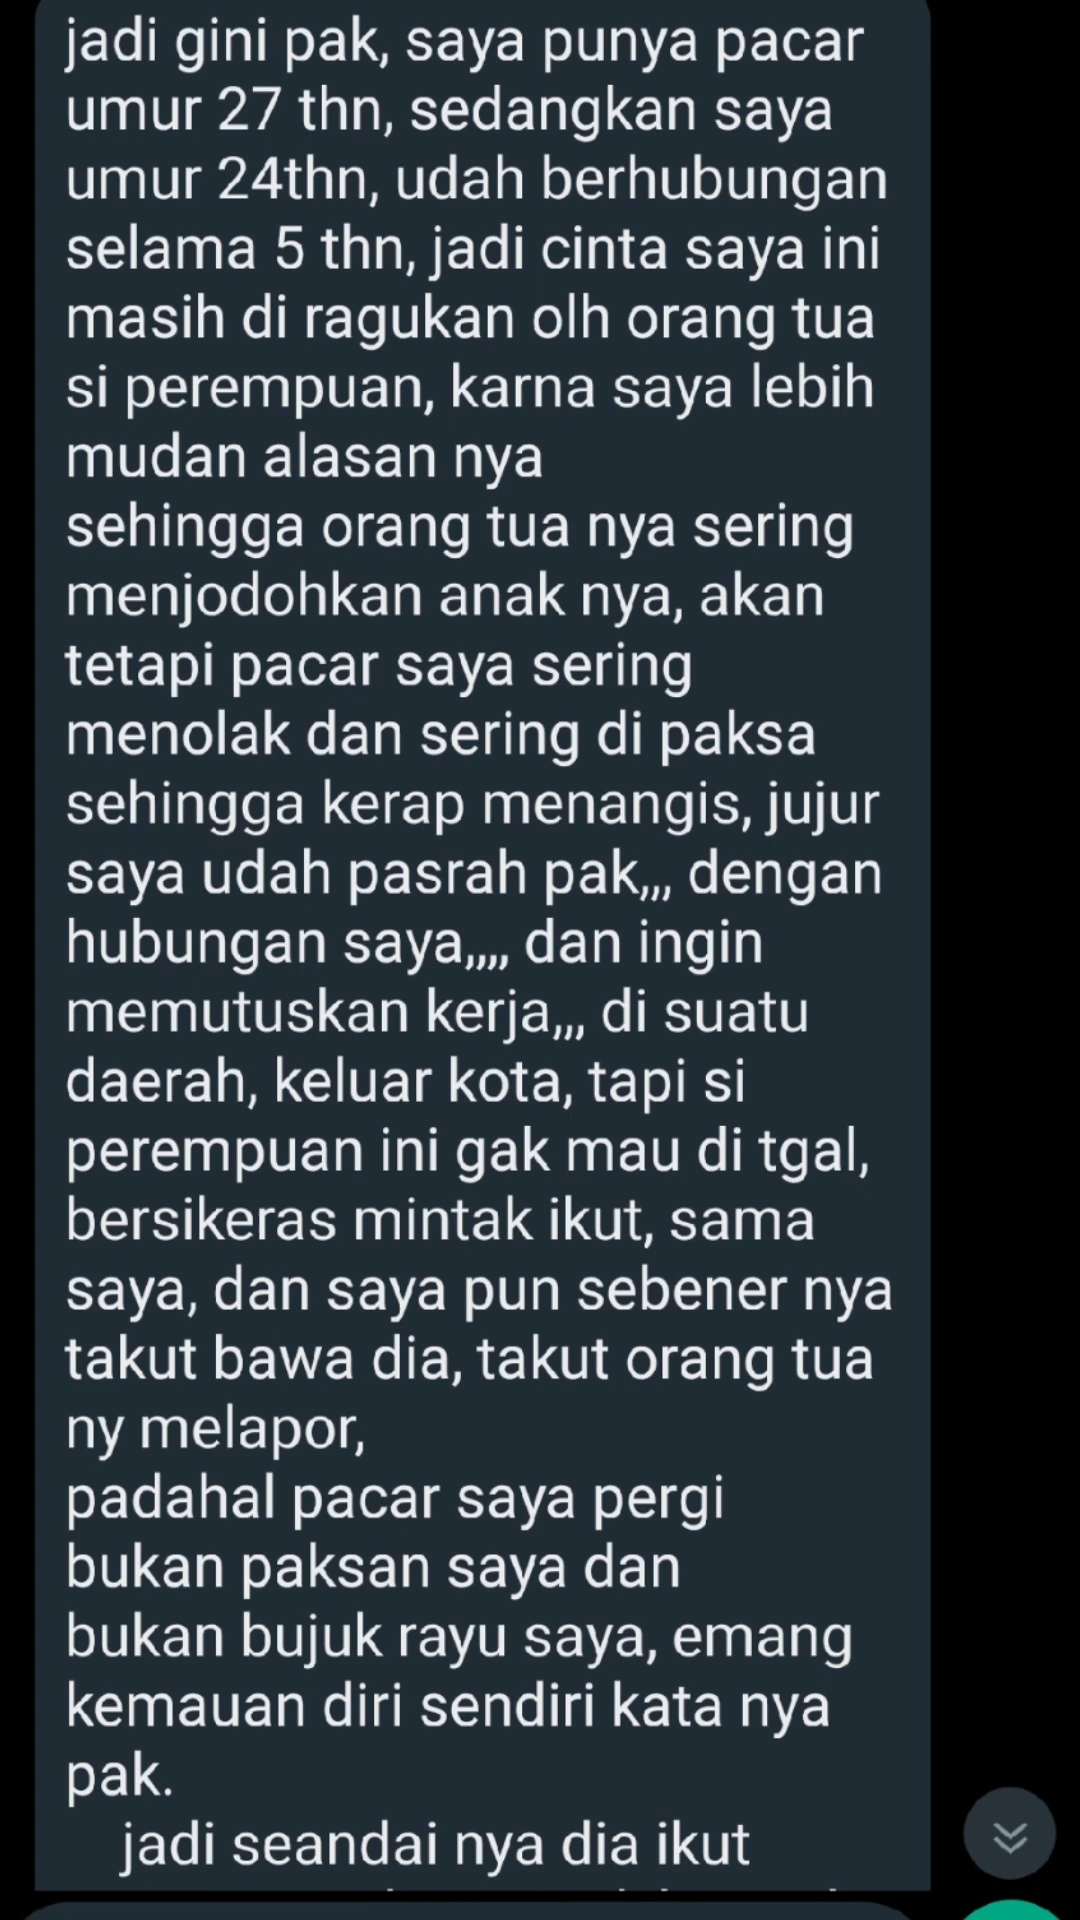 jadi gini pak, saya punya pacar
umur 27 thn, sedangkan saya
umur 24thn, udah berhubungan
selama 5 thn, jadi cinta saya ini
masih di ragukan olh orang tua
si perempuan, karna saya lebih
mudan alasan nya
sehingga orang tua nya sering
menjodohkan anak nya, akan
tetapi pacar saya sering
menolak dan sering di paksa
sehingga kerap menangis, jujur
saya udah pasrah pak,,, dengan
hubungan saya,,,, dan ingin
memutuskan kerja,,, di suatu
daerah, keluar kota, tapi si
perempuan ini gak mau di tgal,
bersikeras mintak ikut, sama
saya, dan saya pun sebener nya
takut bawa dia, takut orang tua
ny melapor,
padahal pacar saya pergi
bukan paksan saya dan
bukan bujuk rayu saya, emang
kemauan diri sendiri kata nya
pak.
jadi seandai nya dia ikut